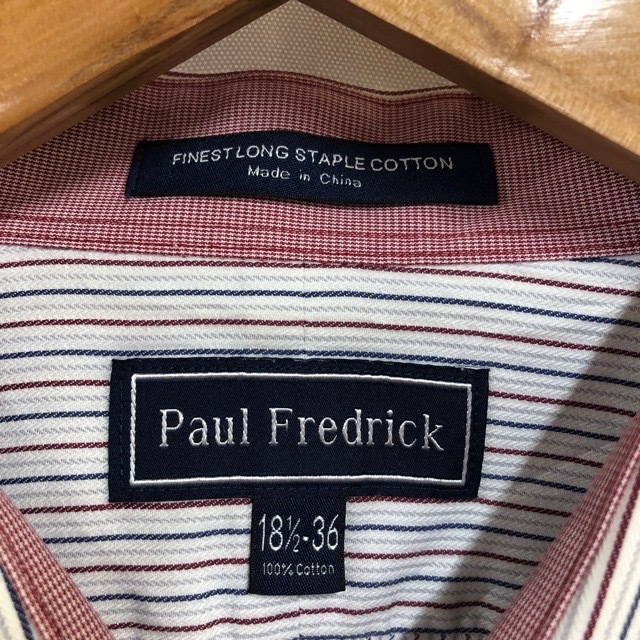 FINEST LONG STAPLE COTTON
Made in China
Paul Fredrick
18½-36
100% Cotton